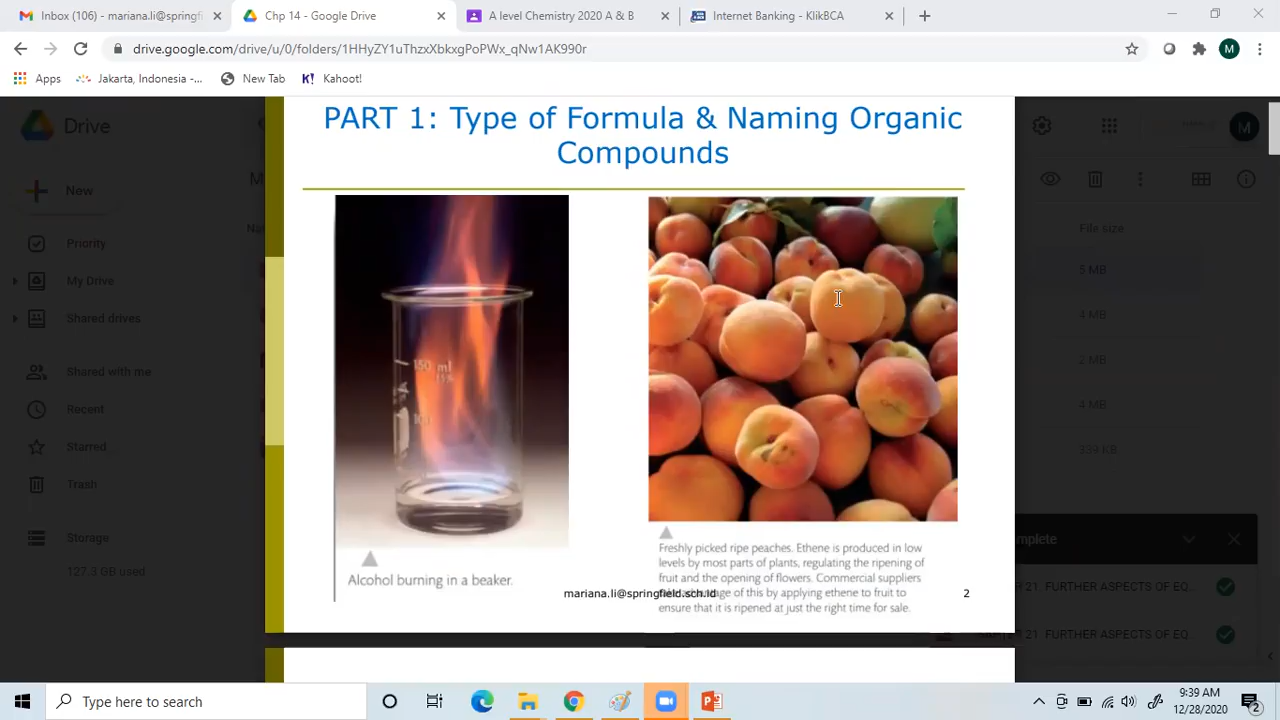 Inbox (106) - mariana.li@springfi
Chp 14 - Google Drive
A level Chemistry 2020 A & B
Internet Banking - KlikBCA
drive.google.com/drive/u/0/folders/1HHyZY1uThzxXbkxgPoPWx_qNw1AK990r
M
Apps
Jakarta, Indonesia -...
New Tab
Kahoot!
Drive
M
New
Priority
My Drive
Shared drives
Shared with me
Recent
Starred
Trash
Storage
127.3 GB used
File size
5 MB
4 MB
2 MB
4 MB
339 KB
PART 1: Type of Formula & Naming Organic
Compounds
150 ml
Alcohol burning in a beaker.
Freshly picked ripe peaches. Ethene is produced in low
levels by most parts of plants, regulating the ripening of
fruit and the opening of flowers. Commercial suppliers
of this by applying ethene to fruit to
ensure that it is ripened at just the right time for sale.
mariana.li@springfield.sch.id
2
21 FURTHER ASPECTS OF EQ...
21 FURTHER ASPECTS OF EQ...
Type here to search
9:39 AM
12/28/2020
2